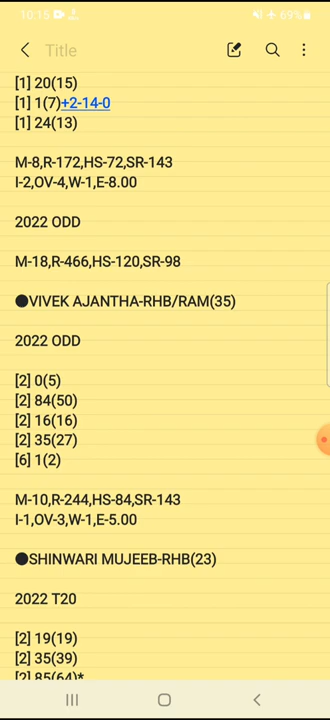 10:15
69%
Title
[1] 20(15)
[1] 1(7)+2-14-0
[1] 24(13)
M-8,R-172,HS-72,SR-143
I-2,OV-4,W-1,E-8.00
2022 ODD
M-18,R-466,HS-120,SR-98
●VIVEK AJANTHA-RHB/RAM(35)
2022 ODD
[2] 0(5)
[2] 84(50)
[2] 16(16)
[2] 35(27)
[6] 1(2)
M-10,R-244,HS-84,SR-143
I-1,OV-3,W-1,E-5.00
●SHINWARI MUJEEB-RHB(23)
2022 T20
[2] 19(19)
[2] 35(39)
[2] 85(64)*